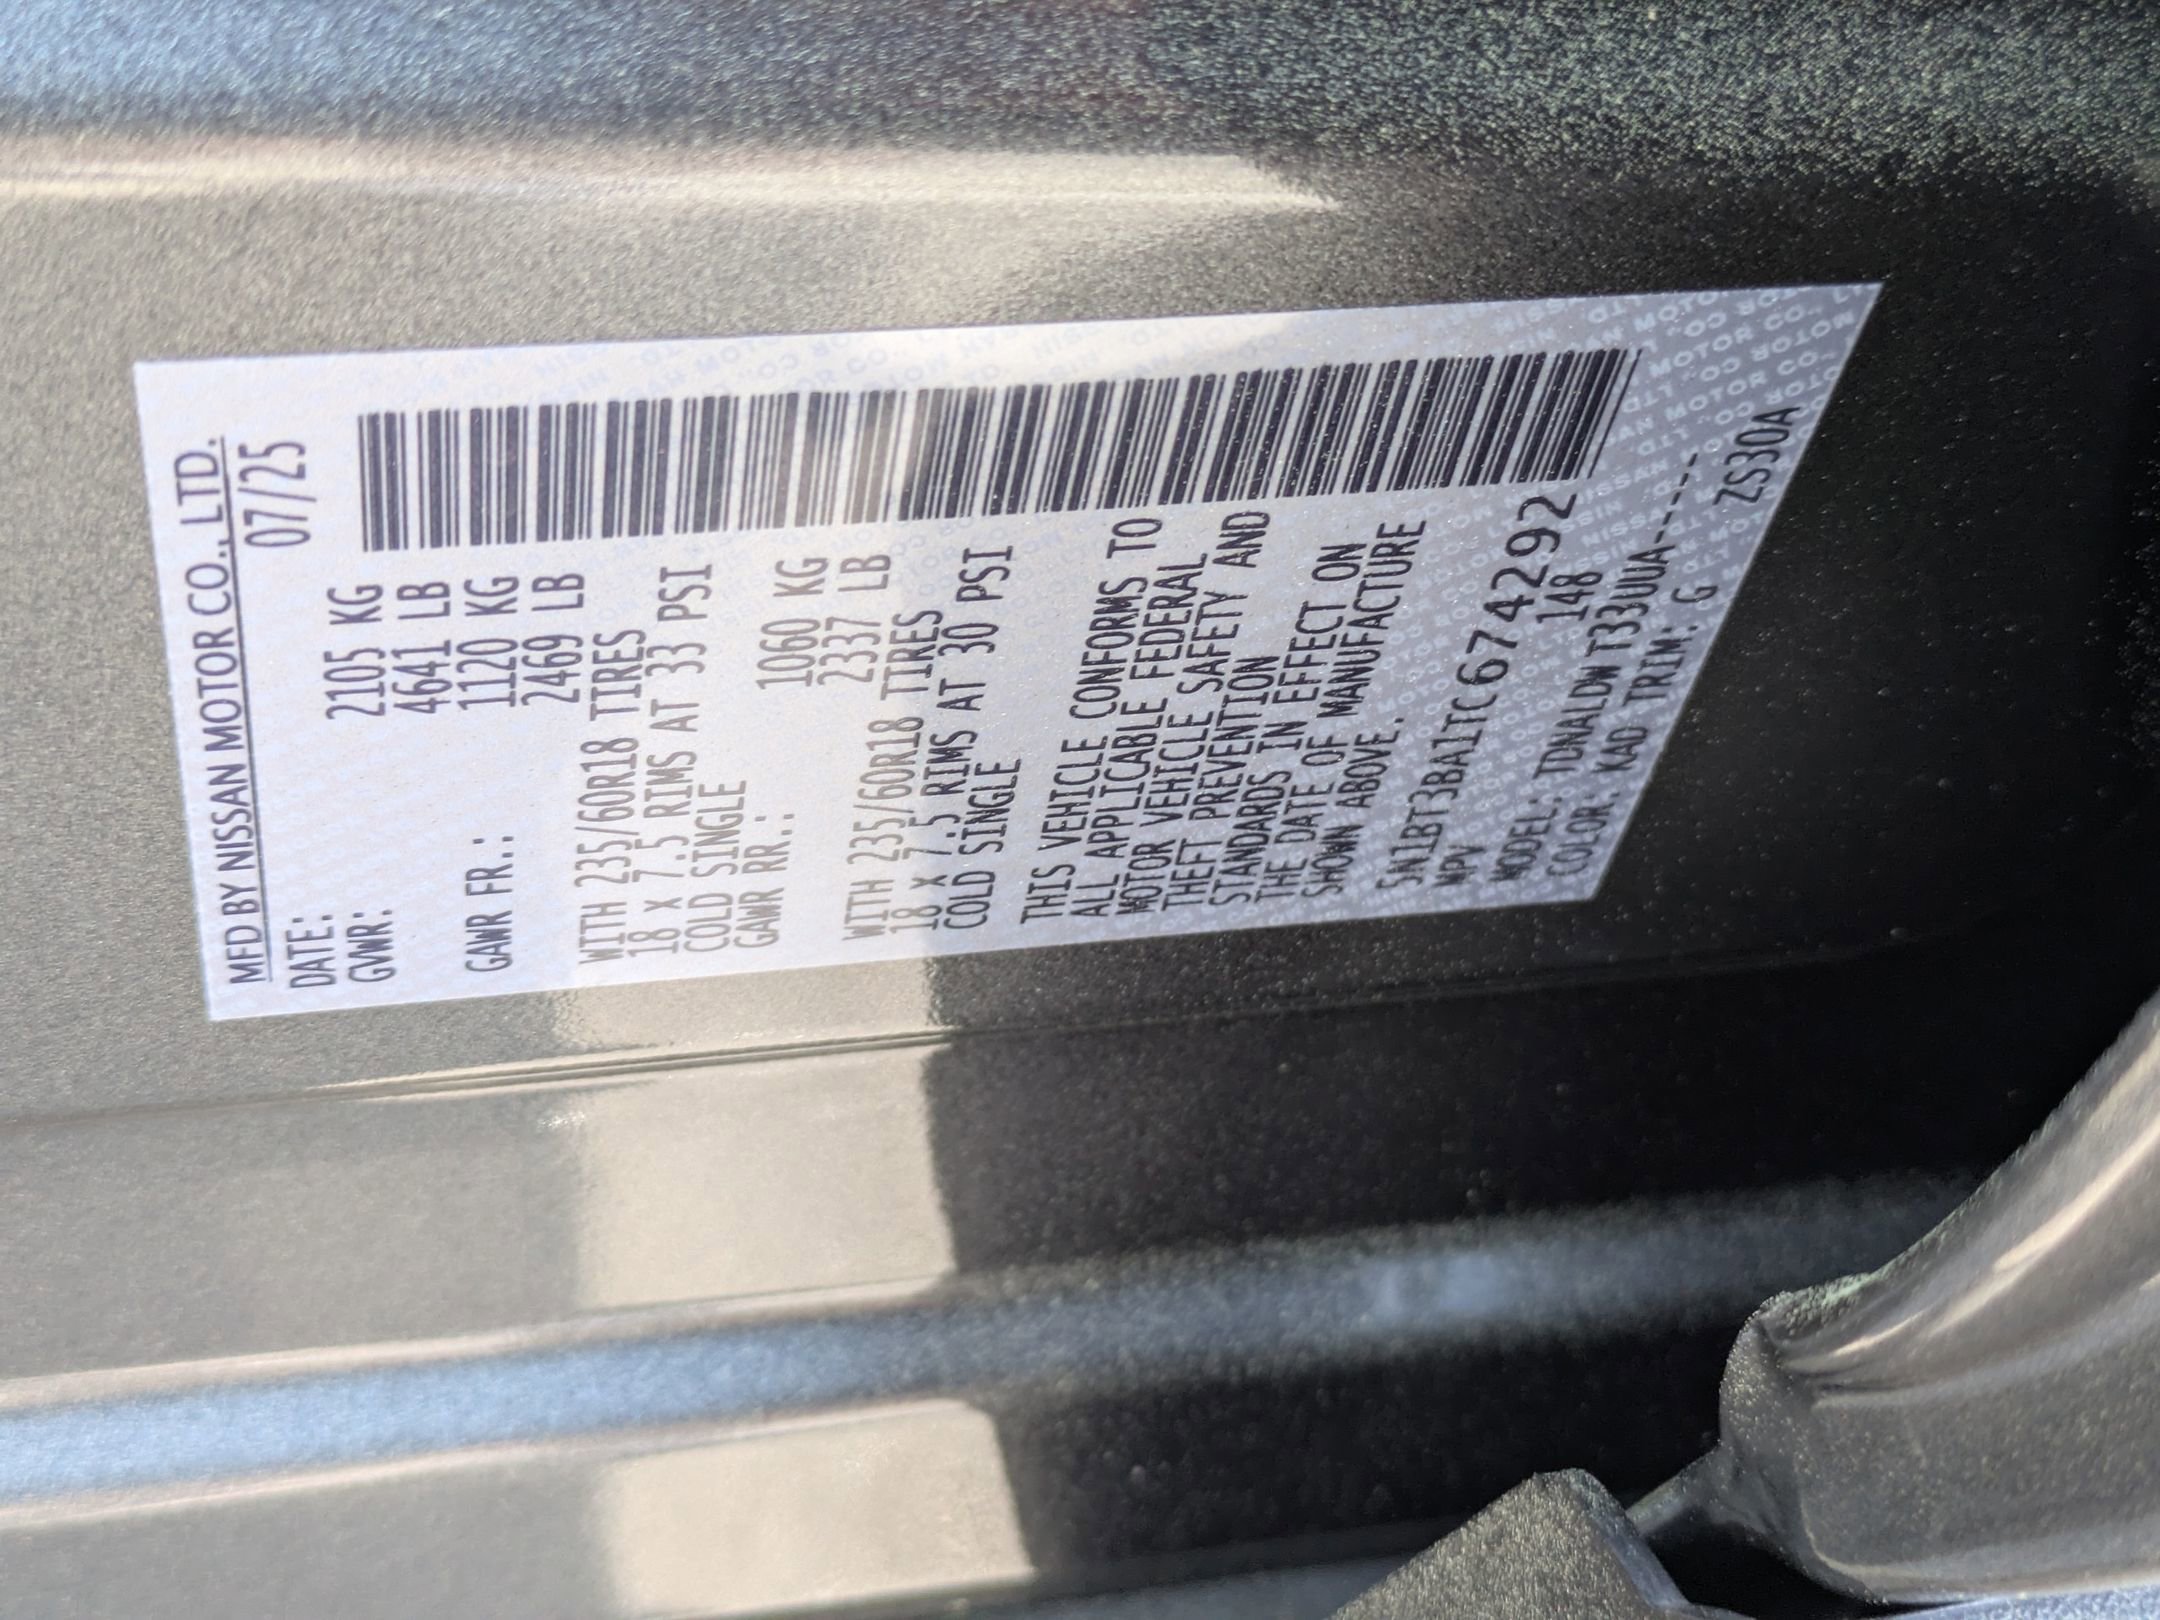 MFD BY NISSAN MOTOR CO., LTD.
DATE: 07/25
GVWR: 2105 KG
4641 LB
GAWR FR.: 1120 KG
2469 LB
WITH 235/60R18 TIRES
18 X 7.5 RIMS AT 33 PSI
COLD SINGLE
GAWR RR.: 1060 KG
2337 LB
WITH 235/60R18 TIRES
18 X 7.5 RIMS AT 30 PSI
COLD SINGLE
THIS VEHICLE CONFORMS TO
ALL APPLICABLE FEDERAL
MOTOR VEHICLE SAFETY AND
THEFT PREVENTION
STANDARDS IN EFFECT ON
THE DATE OF MANUFACTURE
SHOWN ABOVE.
5N1BT3BA1TC674292
MPV 148
MODEL: TDNALDW T33UUA-----
COLOR: KAD TRIM: G ZS30A